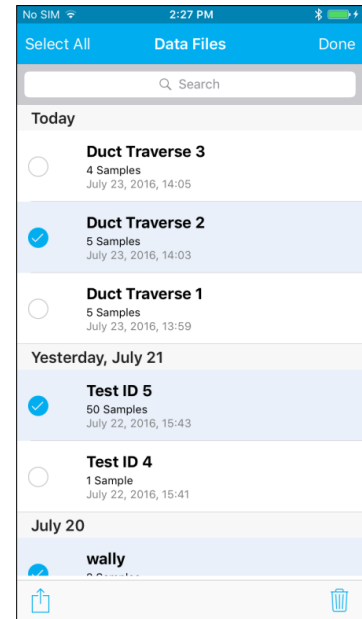 No SIM 2:27 PM
Select All Data Files Done
Search
Today
Duct Traverse 3
4 Samples
July 23, 2016, 14:05
Duct Traverse 2
5 Samples
July 23, 2016, 14:03
Duct Traverse 1
5 Samples
July 23, 2016, 13:59
Yesterday, July 21
Test ID 5
50 Samples
July 22, 2016, 15:43
Test ID 4
1 Sample
July 22, 2016, 15:41
July 20
wally
Samples